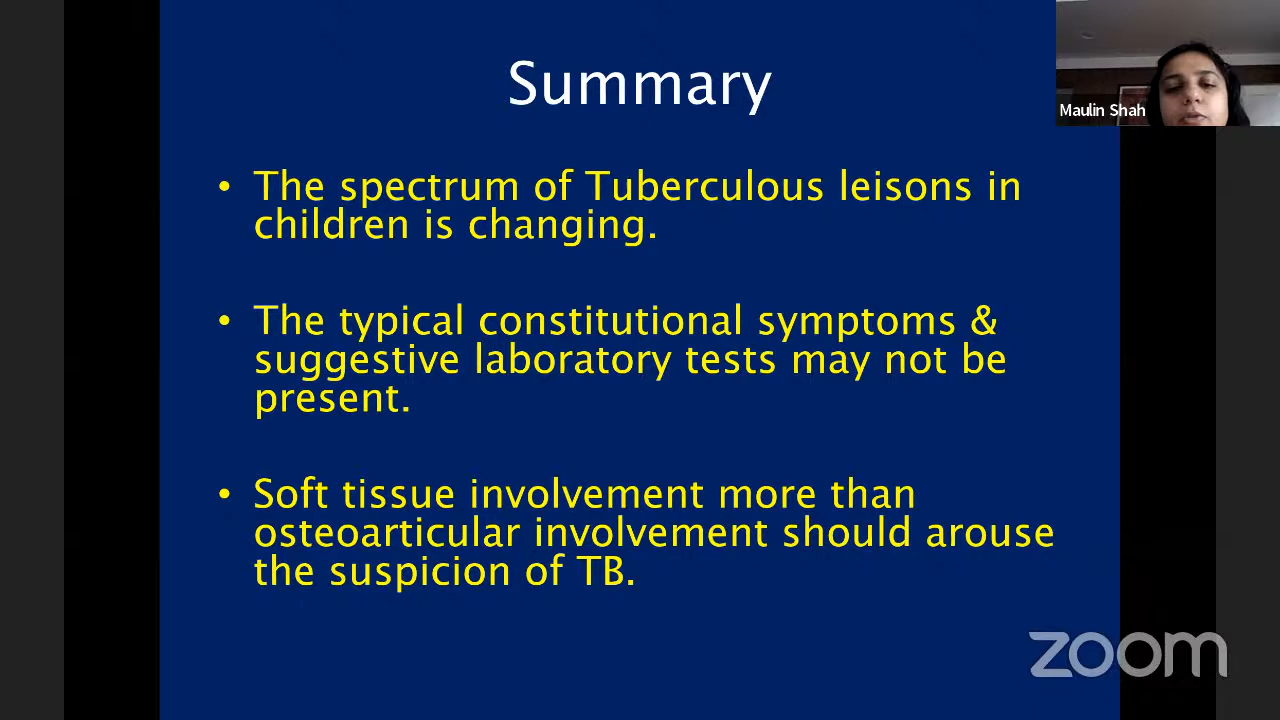 Summary
Maulin Shah
• The spectrum of Tuberculous leisons in
children is changing.
• The typical constitutional symptoms &
suggestive laboratory tests may not be
present.
• Soft tissue involvement more than
osteoarticular involvement should arouse
the suspicion of TB.
zoom